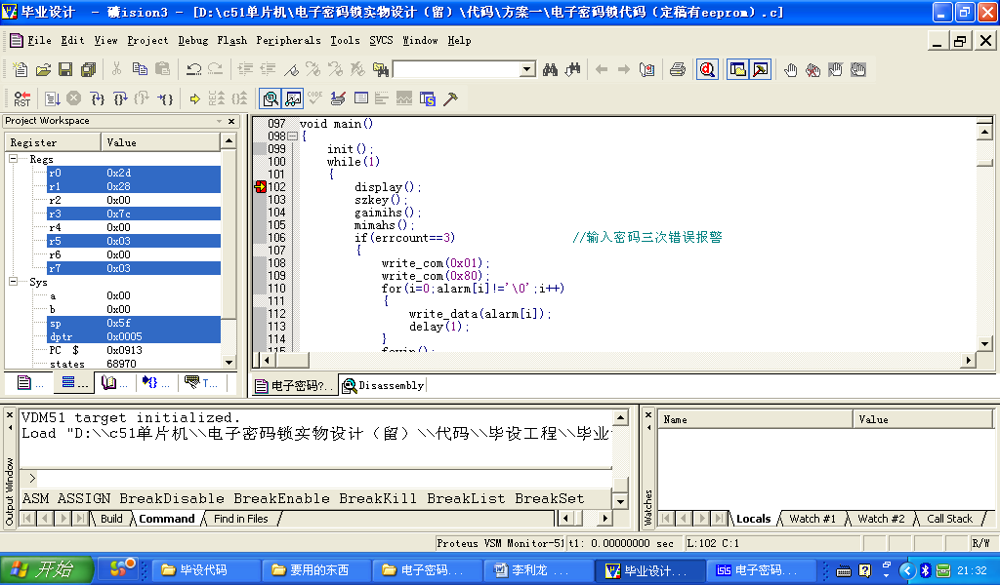 毕业设计 - 礦ision3 - [D:\c51单片机\电子密码锁实物设计（留）\代码\方案一\电子密码锁代码（定稿有eeprom）.c]
File Edit View Project Debug Flash Peripherals Tools SVCS Window Help
RST
CODE
Project Workspace
Register Value
Regs
r0 0x2d
r1 0x28
r2 0x00
r3 0x7c
r4 0x00
r5 0x03
r6 0x00
r7 0x03
Sys
a 0x00
b 0x00
sp 0x5f
dptr 0x0005
PC $ 0x0913
states 68970
... ... ... ... T...
097 void main()
098 {
099 init();
100 while(1)
101 {
102 display();
103 szkey();
104 gaimihs();
105 mimahs();
106 if(errcount==3) //输入密码三次错误报警
107 {
108 write_com(0x01);
109 write_com(0x80);
110 for(i=0;alarm[i]!='\0';i++)
111 {
112 write_data(alarm[i]);
113 delay(1);
114 }
115
电子密码?.. Disassembly
VDM51 target initialized.
Load "D:\\c51单片机\\电子密码锁实物设计（留）\\代码\\毕设工程\\毕业
>
ASM ASSIGN BreakDisable BreakEnable BreakKill BreakList BreakSet
Output Window
Build Command Find in Files
Name Value
Watches
Locals Watch #1 Watch #2 Call Stack
Proteus VSM Monitor-51 t1: 0.00000000 sec L:102 C:1 R/W
开始 毕设代码 要用的东西 电子密码... 李利龙 ... 毕业设计... 电子密码... 21:32